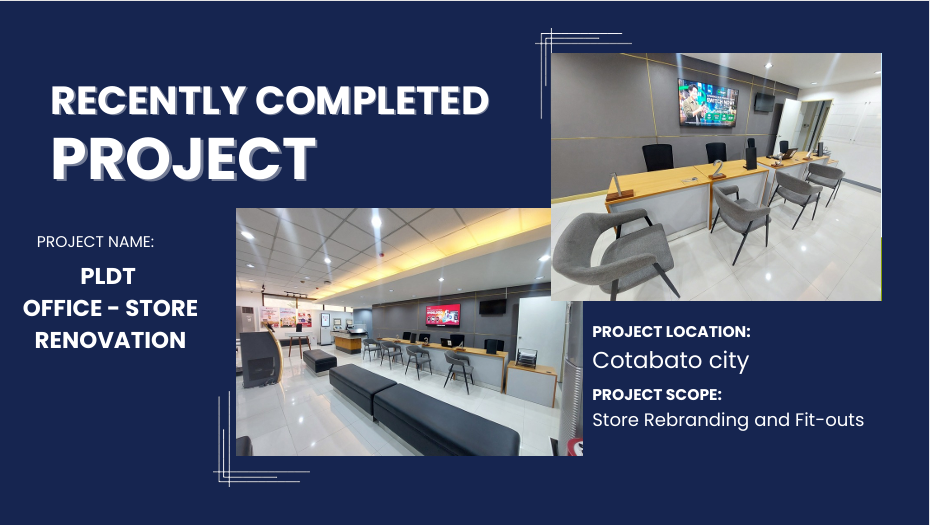 RECENTLY COMPLETED
PROJECT
PROJECT NAME:
PLDT
OFFICE - STORE
RENOVATION
PROJECT LOCATION:
Cotabato city
PROJECT SCOPE:
Store Rebranding and Fit-outs